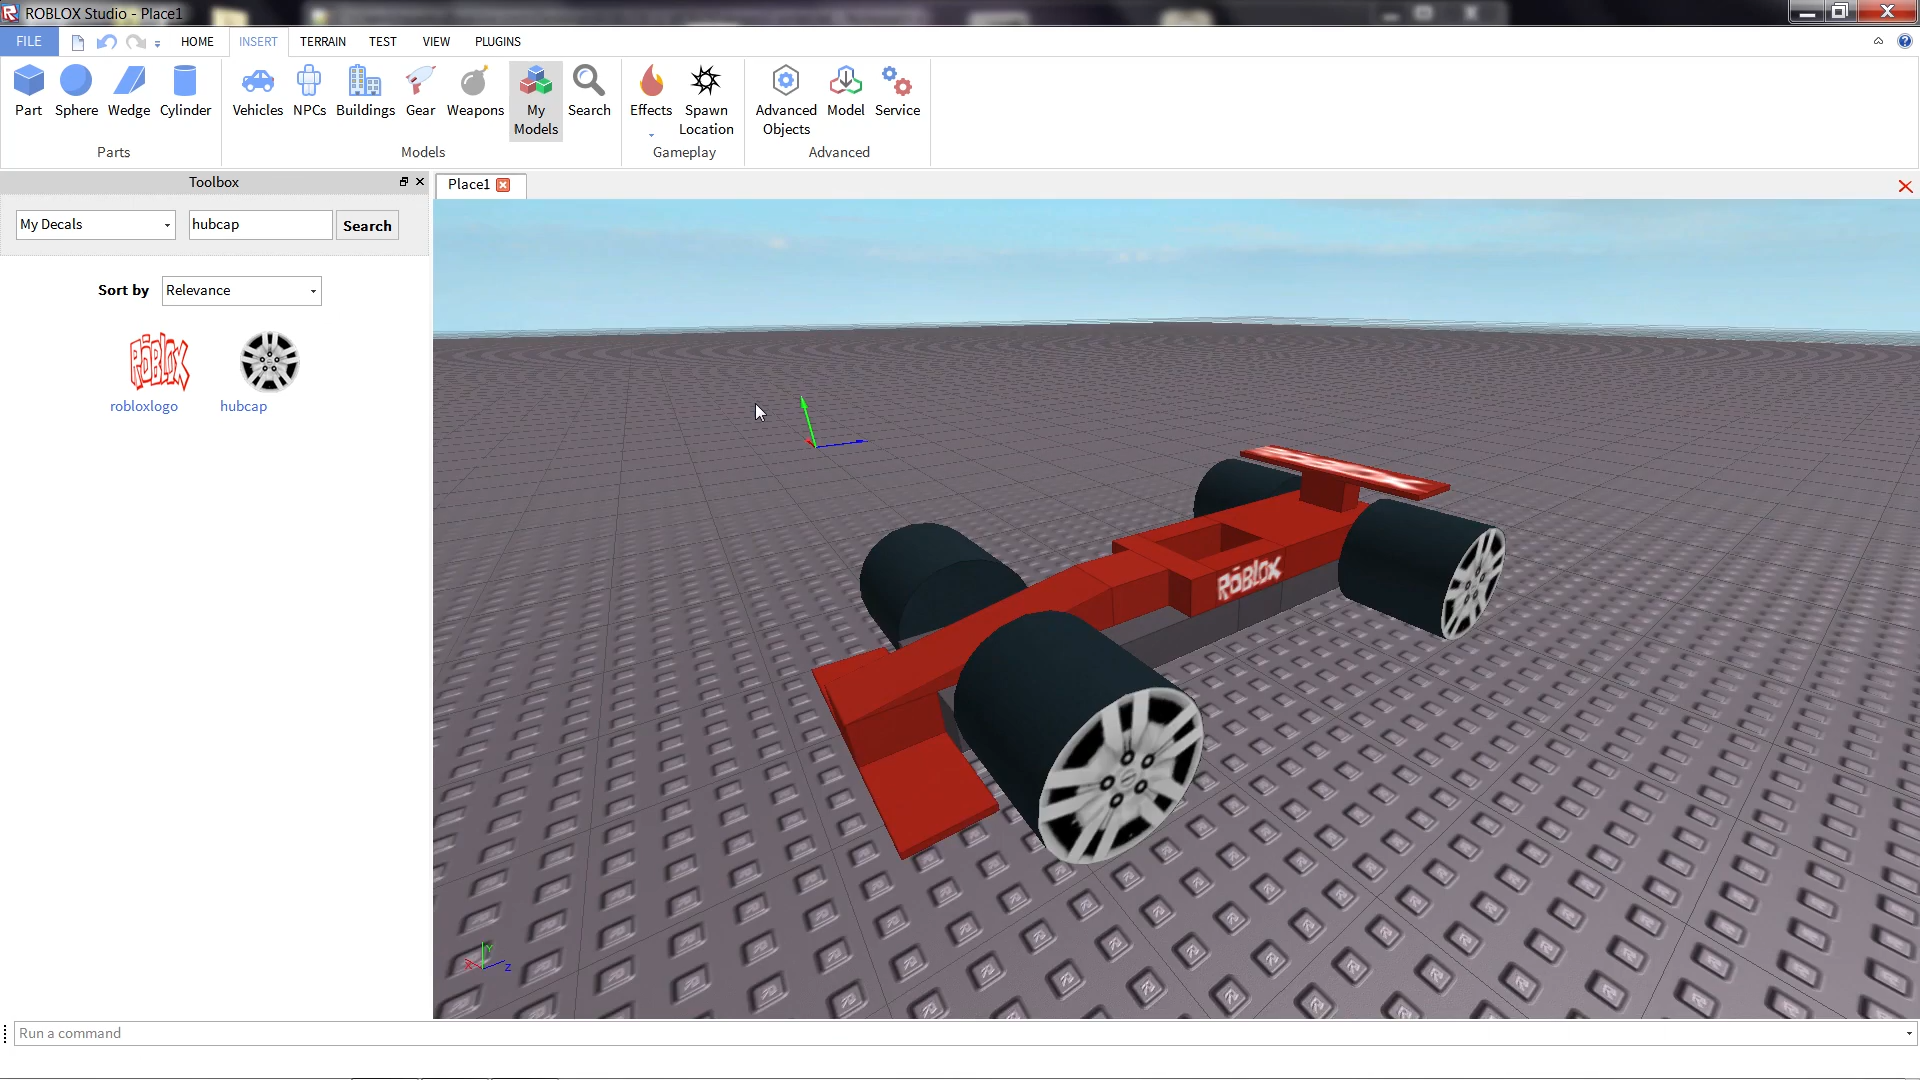 ROBLOX Studio - Place1
FILE HOME INSERT TERRAIN TEST VIEW PLUGINS
Part Sphere Wedge Cylinder Vehicles NPCs Buildings Gear Weapons My Models Search Effects Spawn Location Advanced Objects Model Service
Parts Models Gameplay Advanced
Toolbox
Place1
My Decals hubcap Search
Sort by Relevance
ROBLOX
robloxlogo hubcap
ROBLOX
Y
X Z
Run a command